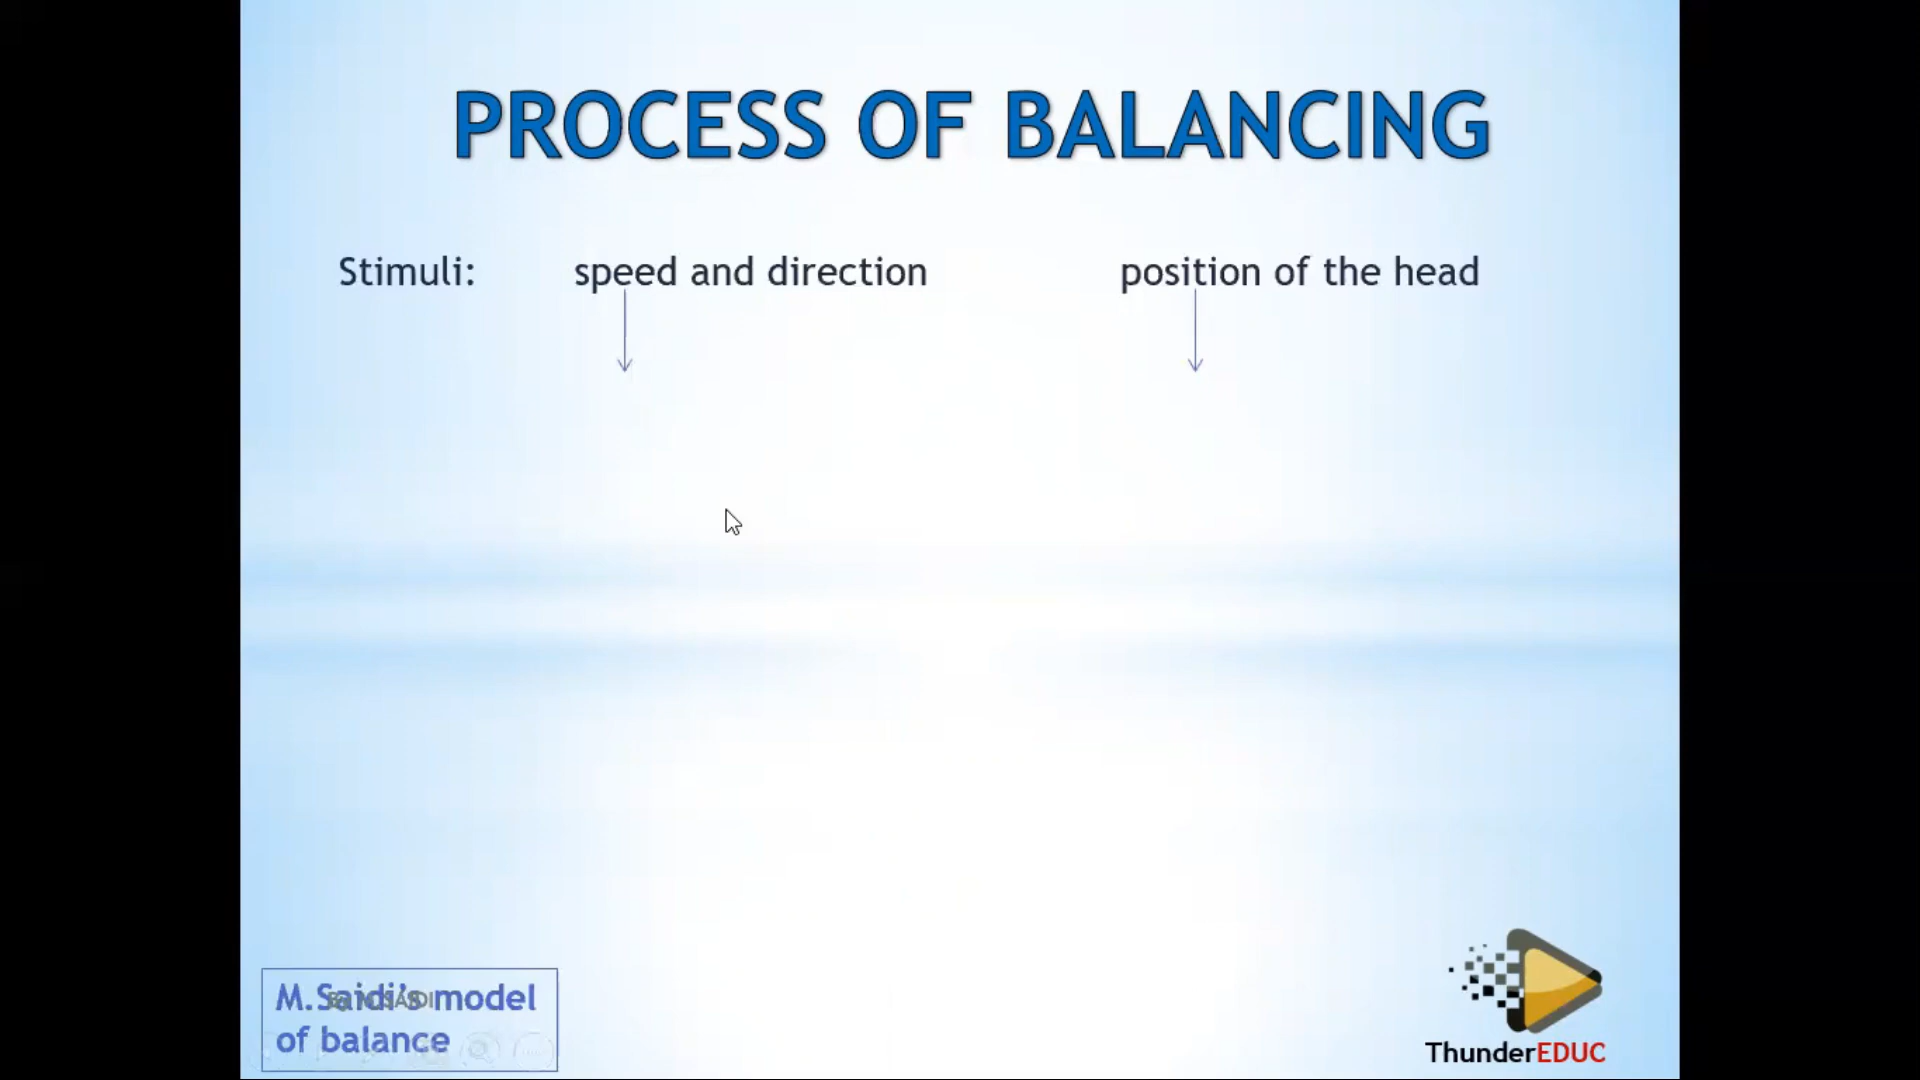 PROCESS OF BALANCING
Stimuli: speed and direction position of the head
M.Saidi's model
of balance
ThunderEDUC